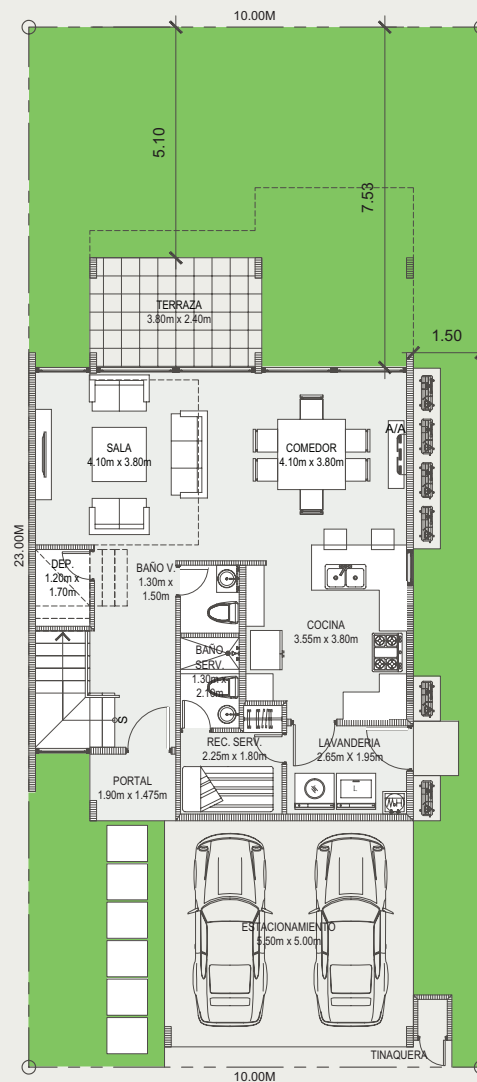 10.00M
5.10
7.53
TERRAZA
3.80m x 2.40m
1.50
SALA
4.10m x 3.80m
COMEDOR
4.10m x 3.80m
A/A
23.00M
DEP.
1.20m x
1.70m
BAÑO V.
1.30m x
1.50m
COCINA
3.55m x 3.80m
BAÑO
SERV.
1.30m x
2.10m
S
REC. SERV.
2.25m x 1.80m
LAVANDERIA
2.65m X 1.95m
PORTAL
1.90m x 1.475m
L
WH
ESTACIONAMIENTO
5.50m x 5.00m
TINAQUERA
10.00M